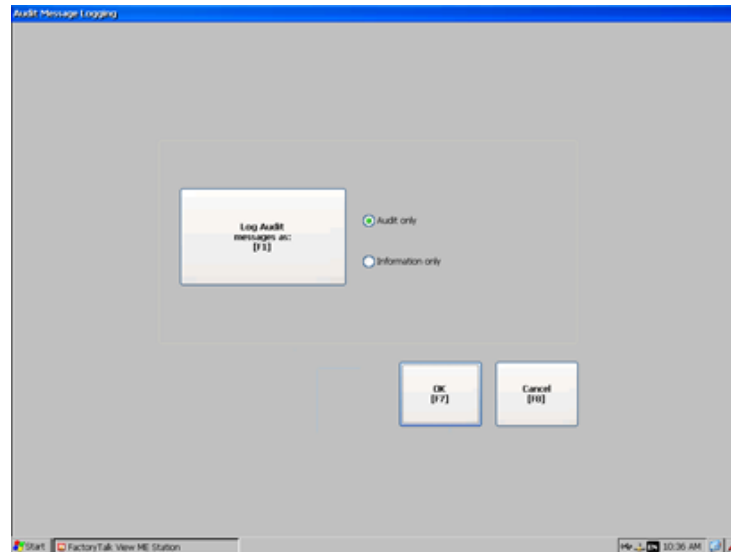 Audit Message Logging
Log Audit
messages as:
[F1]
Audit only
Information only
OK
[F7]
Cancel
[F8]
Start
FactoryTalk View ME Station
EN
10:36 AM